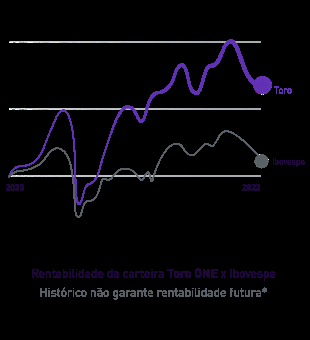 Toro
Ibovespa
2020
2022
Rentabilidade da carteira Toro ONE x Ibovespa
Histórico não garante rentabilidade futura*